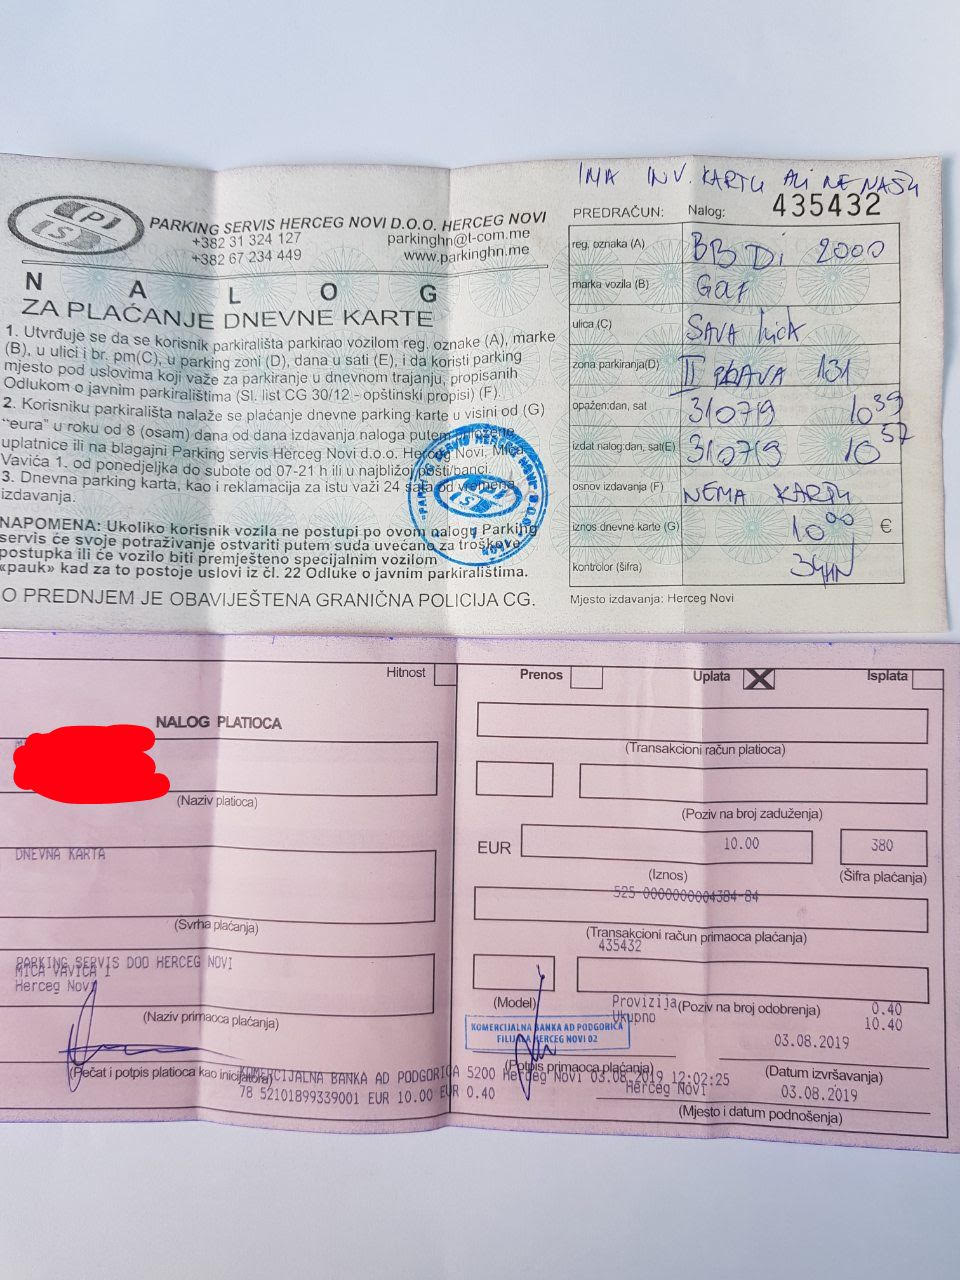 IMA INV. KARTU ALI NE NAŠU
PJ
IS
PARKING SERVIS HERCEG NOVI D.O.O. HERCEG NOVI
+382 31 324 127 parkinghn@t-com.me
+382 67 234 449 www.parkinghn.me
NALOG
ZA PLAĆANJE DNEVNE KARTE
1. Utvrđuje se da se korisnik parkirališta parkirao vozilom reg. oznake (A), marke
(B), u ulici i br. pm(C), u parking zoni (D), dana u sati (E), i da koristi parking
mjesto pod uslovima koji važe za parkiranje u dnevnom trajanju, propisanih
Odlukom o javnim parkiralištima (Sl. list CG 30/12 - opštinski propisi) (F).
2. Korisniku parkirališta nalaže se plaćanje dnevne parking karte u visini od (G)
"eura" u roku od 8 (osam) dana od dana izdavanja naloga putem priložene
uplatnice ili na blagajni Parking servis Herceg Novi d.o.o. Herceg Novi, Mića
Vavića 1. od ponedjeljka do subote od 07-21 h ili u najbližoj pošti/banci.
3. Dnevna parking karta, kao i reklamacija za istu važi 24 sata od vremena
izdavanja.
NAPOMENA: Ukoliko korisnik vozila ne postupi po ovom nalogu Parking
servis će svoje potraživanje ostvariti putem suda uvećano za troškove
postupka ili će vozilo biti premješteno specijalnim vozilom
«pauk» kad za to postoje uslovi iz čl. 22 Odluke o javnim parkiralištima.
O PREDNJEM JE OBAVIJEŠTENA GRANIČNA POLICIJA CG.
PARKING SERVIS HERCEG NOVI D.O.O.
PJ
IS
PREDRAČUN: Nalog: 435432
reg. oznaka (A) BB Di 2000
marka vozila (B)
ulica (C) SAVA
zona parkiranja(D) II PLAVA 131
opažen:dan, sat 310719 10 39
izdat nalog:dan, sat(E) 310719 10 57
osnov izdavanja (F) NEMA KARTU
iznos dnevne karte (G) 10 00 €
kontrolor (šifra)
Mjesto izdavanja: Herceg Novi
Hitnost
Prenos
Uplata X
Isplata
NALOG PLATIOCA
(Naziv platioca)
DNEVNA KARTA
(Svrha plaćanja)
PARKING SERVIS DOO HERCEG NOVI
MIĆA VAVIĆA 1
Herceg Novi
(Naziv primaoca plaćanja)
(Pečat i potpis platioca kao inicijatora)
(Transakcioni račun platioca)
(Poziv na broj zaduženja)
EUR 10.00 380
(Iznos) (Šifra plaćanja)
525-0000000004384-84
(Transakcioni račun primaoca plaćanja)
435432
(Model) (Poziv na broj odobrenja)
Provizija 0.40
Ukupno 10.40
KOMERCIJALNA BANKA AD PODGORICA
FILIJALA HERCEG NOVI 02
03.08.2019
(Potpis primaoca plaćanja) (Datum izvršavanja)
KOMERCIJALNA BANKA AD PODGORICA 5200 Herceg Novi 03.08.2019 12:02:25
78 52101899339001 EUR 10.00 EUR 0.40
Herceg Novi 03.08.2019
(Mjesto i datum podnošenja)